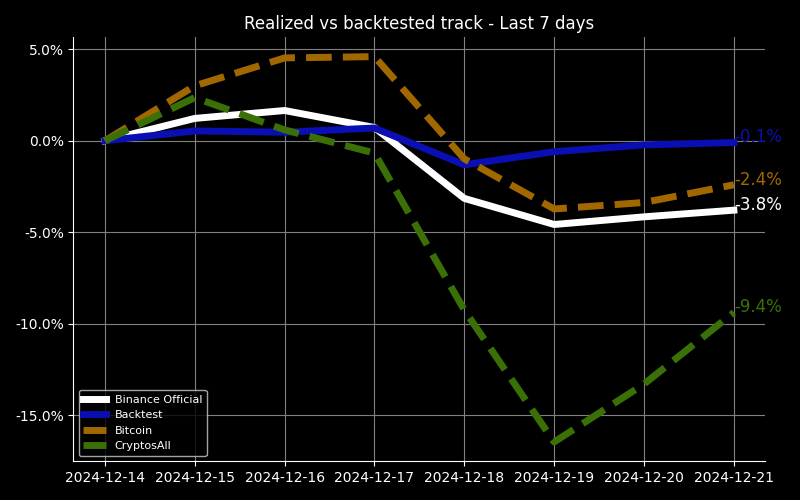 Realized vs backtested track - Last 7 days
5.0%
0.0%
-5.0%
-10.0%
-15.0%
-0.1%
-2.4%
-3.8%
-9.4%
Binance Official
Backtest
Bitcoin
CryptosAll
2024-12-14 2024-12-15 2024-12-16 2024-12-17 2024-12-18 2024-12-19 2024-12-20 2024-12-21